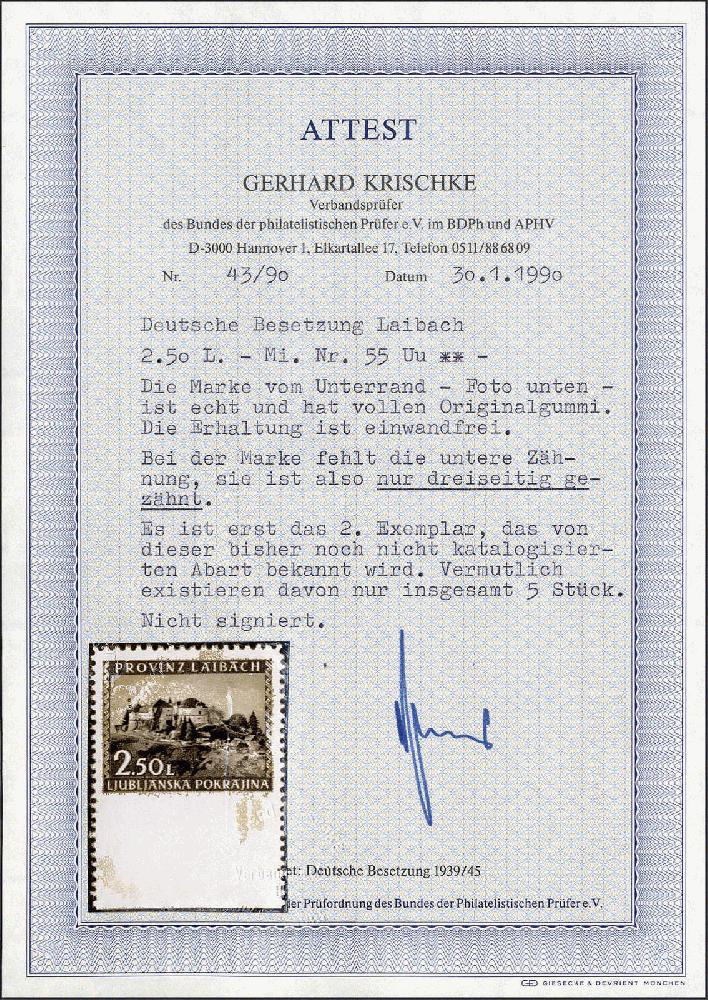 ATTEST
GERHARD KRISCHKE
Verbandsprüfer
des Bundes der philatelistischen Prüfer e.V. im BDPh und APHV
D-3000 Hannover 1, Elkartallee 17, Telefon 0511/886809
Nr. 43/90 Datum 30.1.1990
Deutsche Besetzung Laibach
2.50 L. - Mi. Nr. 55 Uu ** -
Die Marke vom Unterrand - Foto unten -
ist echt und hat vollen Originalgummi.
Die Erhaltung ist einwandfrei.
Bei der Marke fehlt die untere Zäh-
nung, sie ist also nur dreiseitig ge-
zähnt.
Es ist erst das 2. Exemplar, das von
dieser bisher noch nicht katalogisier-
ten Abart bekannt wird. Vermutlich
existieren davon nur insgesamt 5 Stück.
Nicht signiert.
PROVINZ LAIBACH
2.50 L
LJUBLJANSKA POKRAJINA
et: Deutsche Besetzung 1939/45
der Prüfordnung des Bundes der Philatelistischen Prüfer e.V.
GIESECKE & DEVRIENT MÜNCHEN